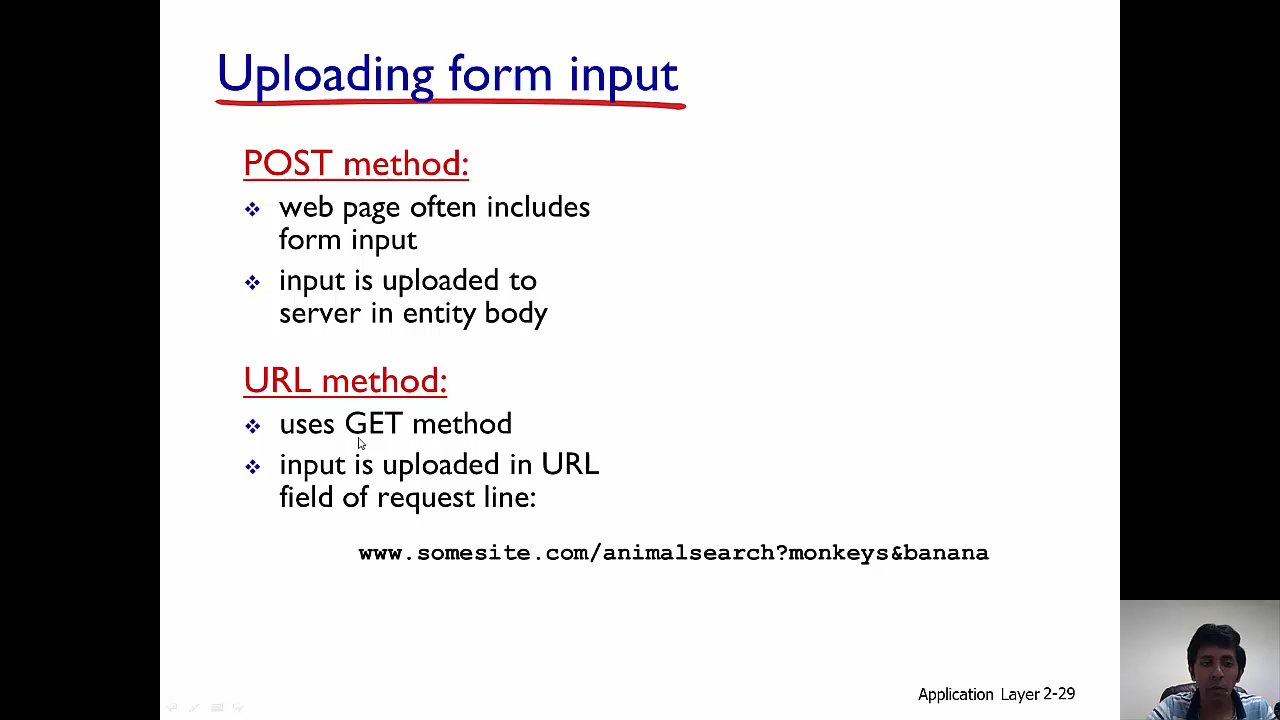 Uploading form input
POST method:
web page often includes
form input
input is uploaded to
server in entity body
URL method:
uses GET method
input is uploaded in URL
field of request line:
www.somesite.com/animalsearch?monkeys&banana
Application Layer 2-29